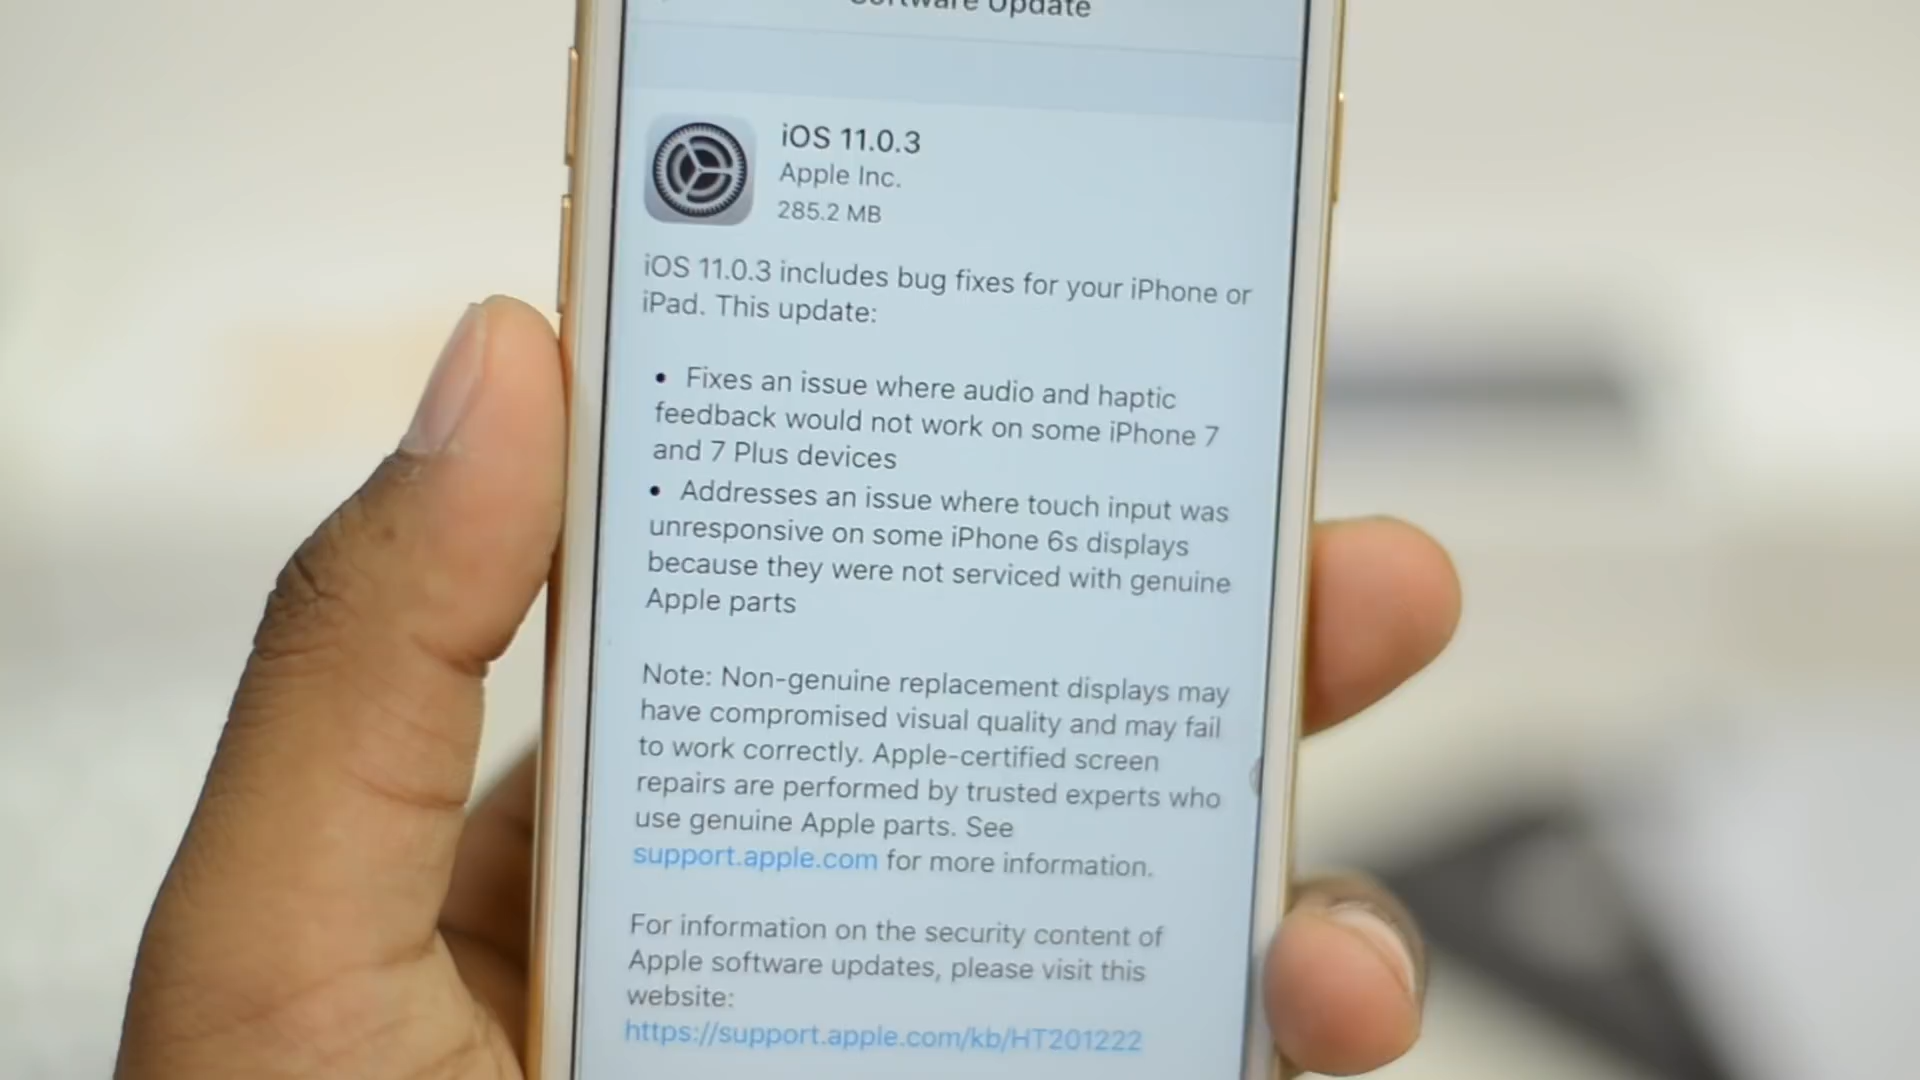 Software Update
iOS 11.0.3
Apple Inc.
285.2 MB
iOS 11.0.3 includes bug fixes for your iPhone or
iPad. This update:
• Fixes an issue where audio and haptic
feedback would not work on some iPhone 7
and 7 Plus devices
• Addresses an issue where touch input was
unresponsive on some iPhone 6s displays
because they were not serviced with genuine
Apple parts
Note: Non-genuine replacement displays may
have compromised visual quality and may fail
to work correctly. Apple-certified screen
repairs are performed by trusted experts who
use genuine Apple parts. See
support.apple.com for more information.
For information on the security content of
Apple software updates, please visit this
website:
https://support.apple.com/kb/HT201222